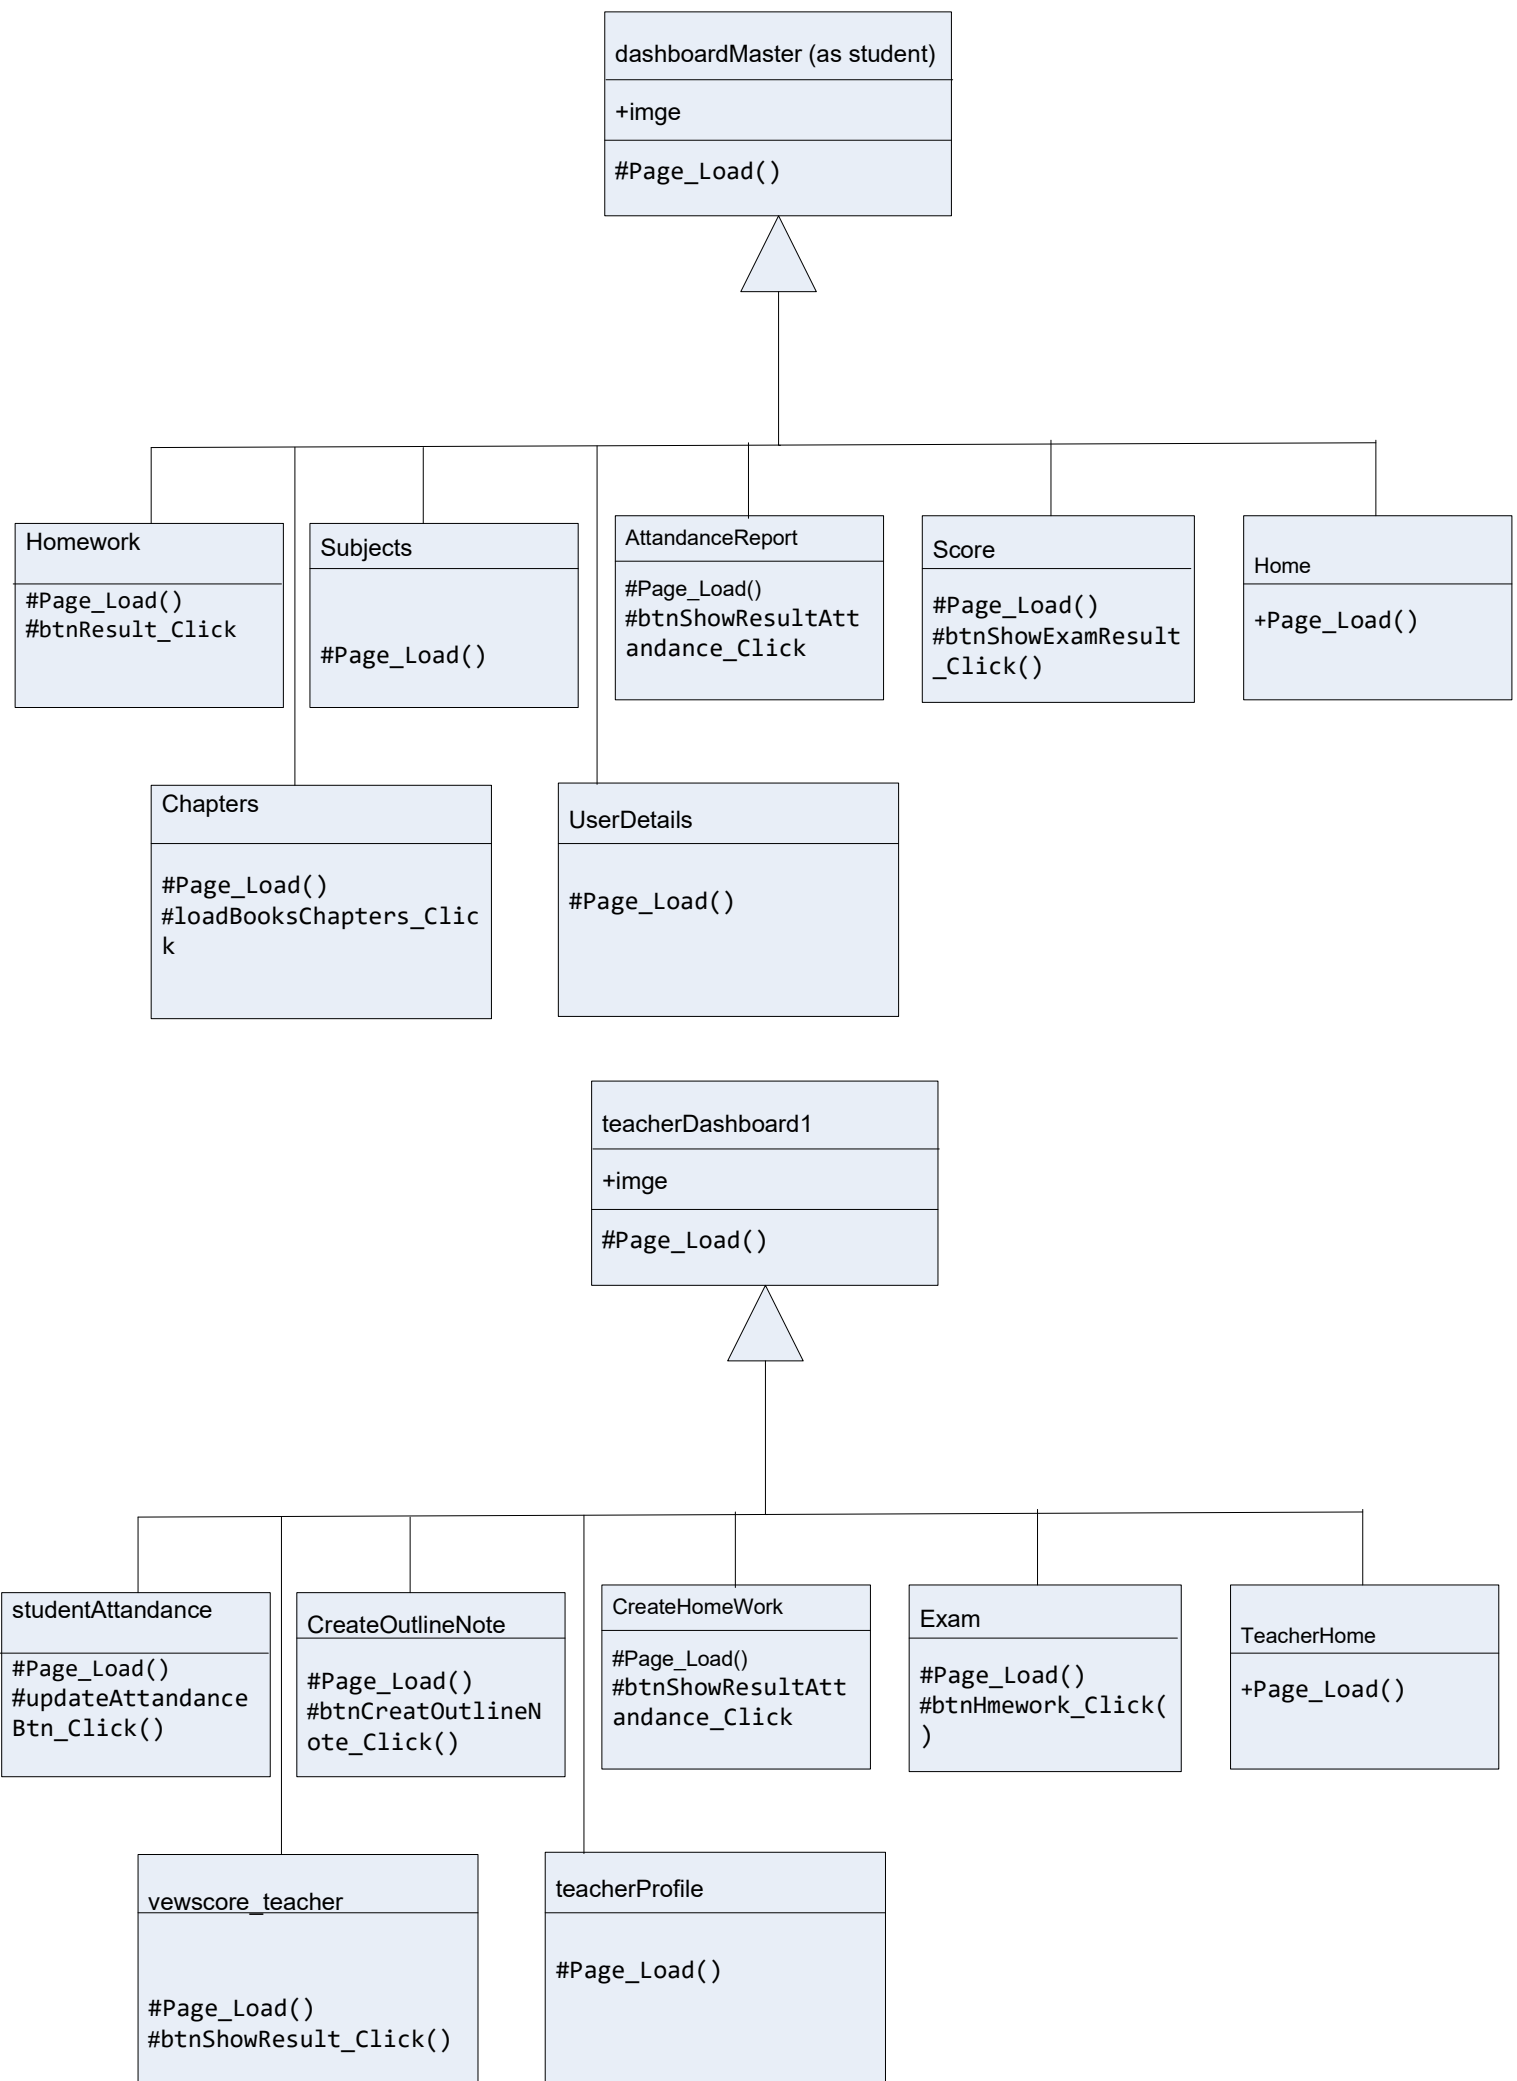 dashboardMaster (as student)
+imge
#Page_Load()
Homework
#Page_Load()
#btnResult_Click
Subjects
#Page_Load()
AttandanceReport
#Page_Load()
#btnShowResultAtt
andance_Click
Score
#Page_Load()
#btnShowExamResult
_Click()
Home
+Page_Load()
Chapters
#Page_Load()
#loadBooksChapters_Clic
k
UserDetails
#Page_Load()
teacherDashboard1
+imge
#Page_Load()
studentAttandance
#Page_Load()
#updateAttandance
Btn_Click()
CreateOutlineNote
#Page_Load()
#btnCreatOutlineN
ote_Click()
CreateHomeWork
#Page_Load()
#btnShowResultAtt
andance_Click
Exam
#Page_Load()
#btnHmework_Click(
)
TeacherHome
+Page_Load()
vewscore_teacher
#Page_Load()
#btnShowResult_Click()
teacherProfile
#Page_Load()